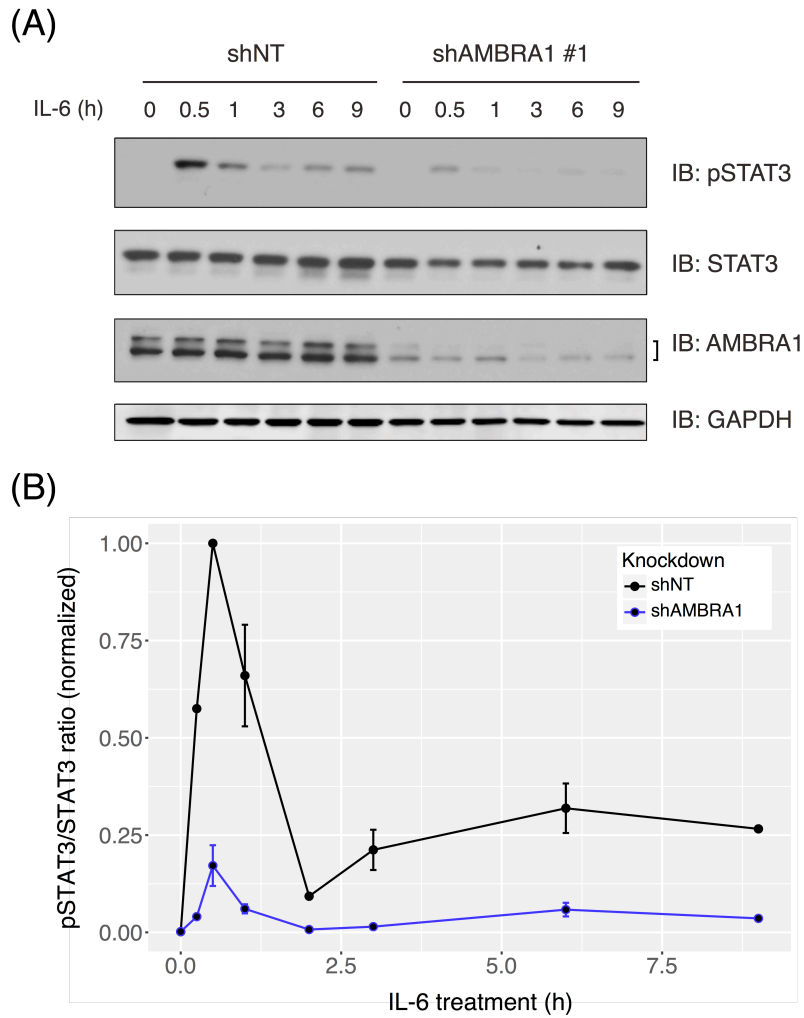 (A)
shNT shAMBRA1 #1
IL-6 (h) 0 0.5 1 3 6 9 0 0.5 1 3 6 9
IB: pSTAT3
IB: STAT3
IB: AMBRA1
IB: GAPDH
(B)
pSTAT3/STAT3 ratio (normalized)
1.00
0.75
0.50
0.25
0.00
Knockdown
shNT
shAMBRA1
0.0 2.5 5.0 7.5
IL-6 treatment (h)